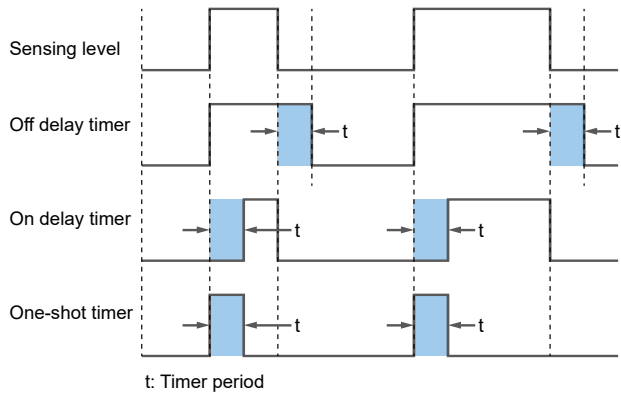 Sensing level
Off delay timer
t
t
On delay timer
t
t
One-shot timer
t
t
t: Timer period